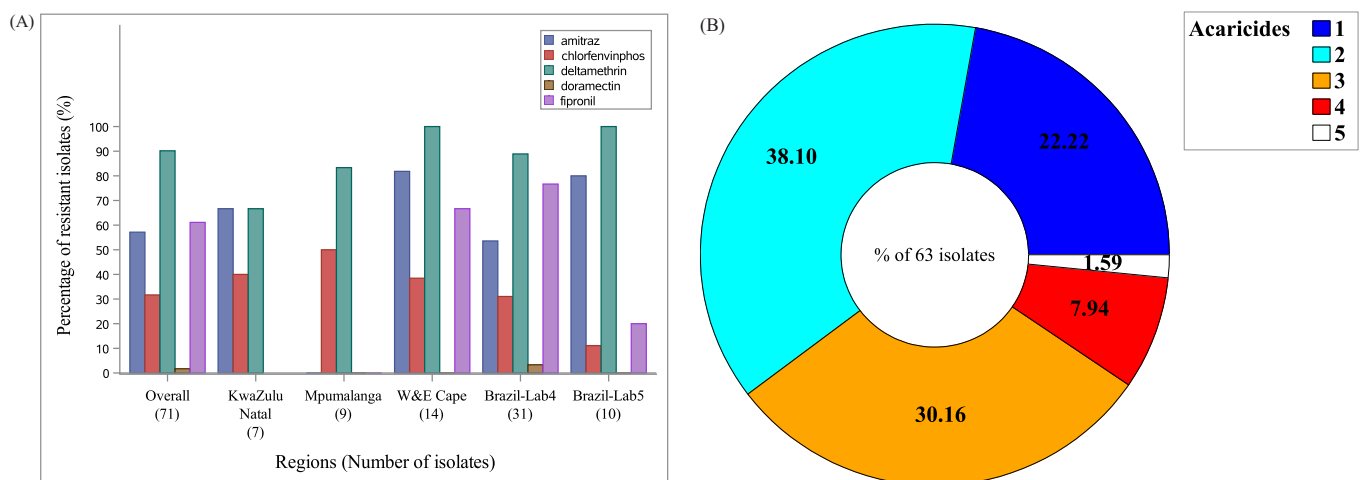 (A)
amitraz
chlorfenvinphos
deltamethrin
doramectin
fipronil
Percentage of resistant isolates (%)
100
90
80
70
60
50
40
30
20
10
0
Overall
(71)
KwaZulu
Natal
(7)
Mpumalanga
(9)
W&E Cape
(14)
Brazil-Lab4
(31)
Brazil-Lab5
(10)
Regions (Number of isolates)
(B)
Acaricides
1
2
3
4
5
22.22
38.10
% of 63 isolates
1.59
7.94
30.16